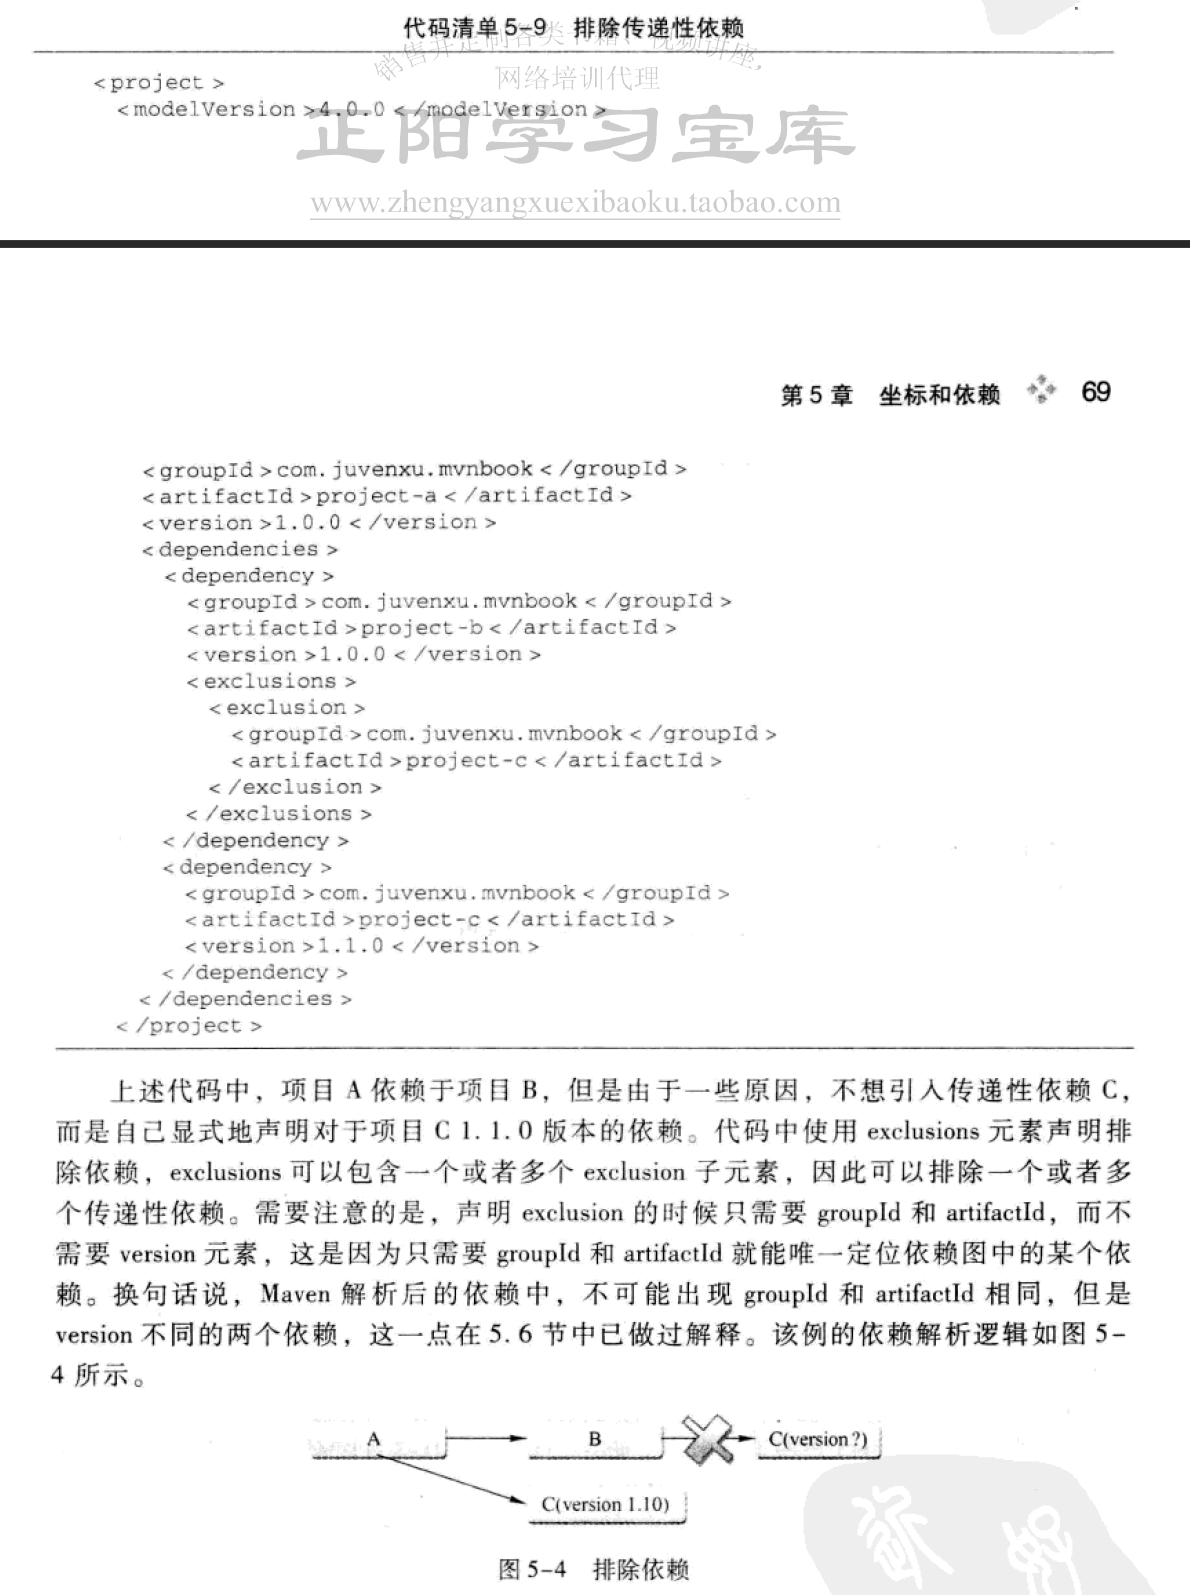 代码清单5-9 排除传递性依赖
销售并定制各类书籍、视频讲座,
网络培训代理
<project>
<modelVersion>4.0.0</modelVersion>
正阳学习宝库
www.zhengyangxuexibaoku.taobao.com
第5章 坐标和依赖 69
<groupId>com.juvenxu.mvnbook</groupId>
<artifactId>project-a</artifactId>
<version>1.0.0</version>
<dependencies>
<dependency>
<groupId>com.juvenxu.mvnbook</groupId>
<artifactId>project-b</artifactId>
<version>1.0.0</version>
<exclusions>
<exclusion>
<groupId>com.juvenxu.mvnbook</groupId>
<artifactId>project-c</artifactId>
</exclusion>
</exclusions>
</dependency>
<dependency>
<groupId>com.juvenxu.mvnbook</groupId>
<artifactId>project-c</artifactId>
<version>1.1.0</version>
</dependency>
</dependencies>
</project>
上述代码中，项目 A 依赖于项目 B，但是由于一些原因，不想引入传递性依赖 C，
而是自己显式地声明对于项目 C 1.1.0 版本的依赖。代码中使用 exclusions 元素声明排
除依赖，exclusions 可以包含一个或者多个 exclusion 子元素，因此可以排除一个或者多
个传递性依赖。需要注意的是，声明 exclusion 的时候只需要 groupId 和 artifactId，而不
需要 version 元素，这是因为只需要 groupId 和 artifactId 就能唯一定位依赖图中的某个依
赖。换句话说，Maven 解析后的依赖中，不可能出现 groupId 和 artifactId 相同，但是
version 不同的两个依赖，这一点在 5.6 节中已做过解释。该例的依赖解析逻辑如图 5-
4 所示。
A B C(version ?)
C(version 1.10)
图 5-4 排除依赖